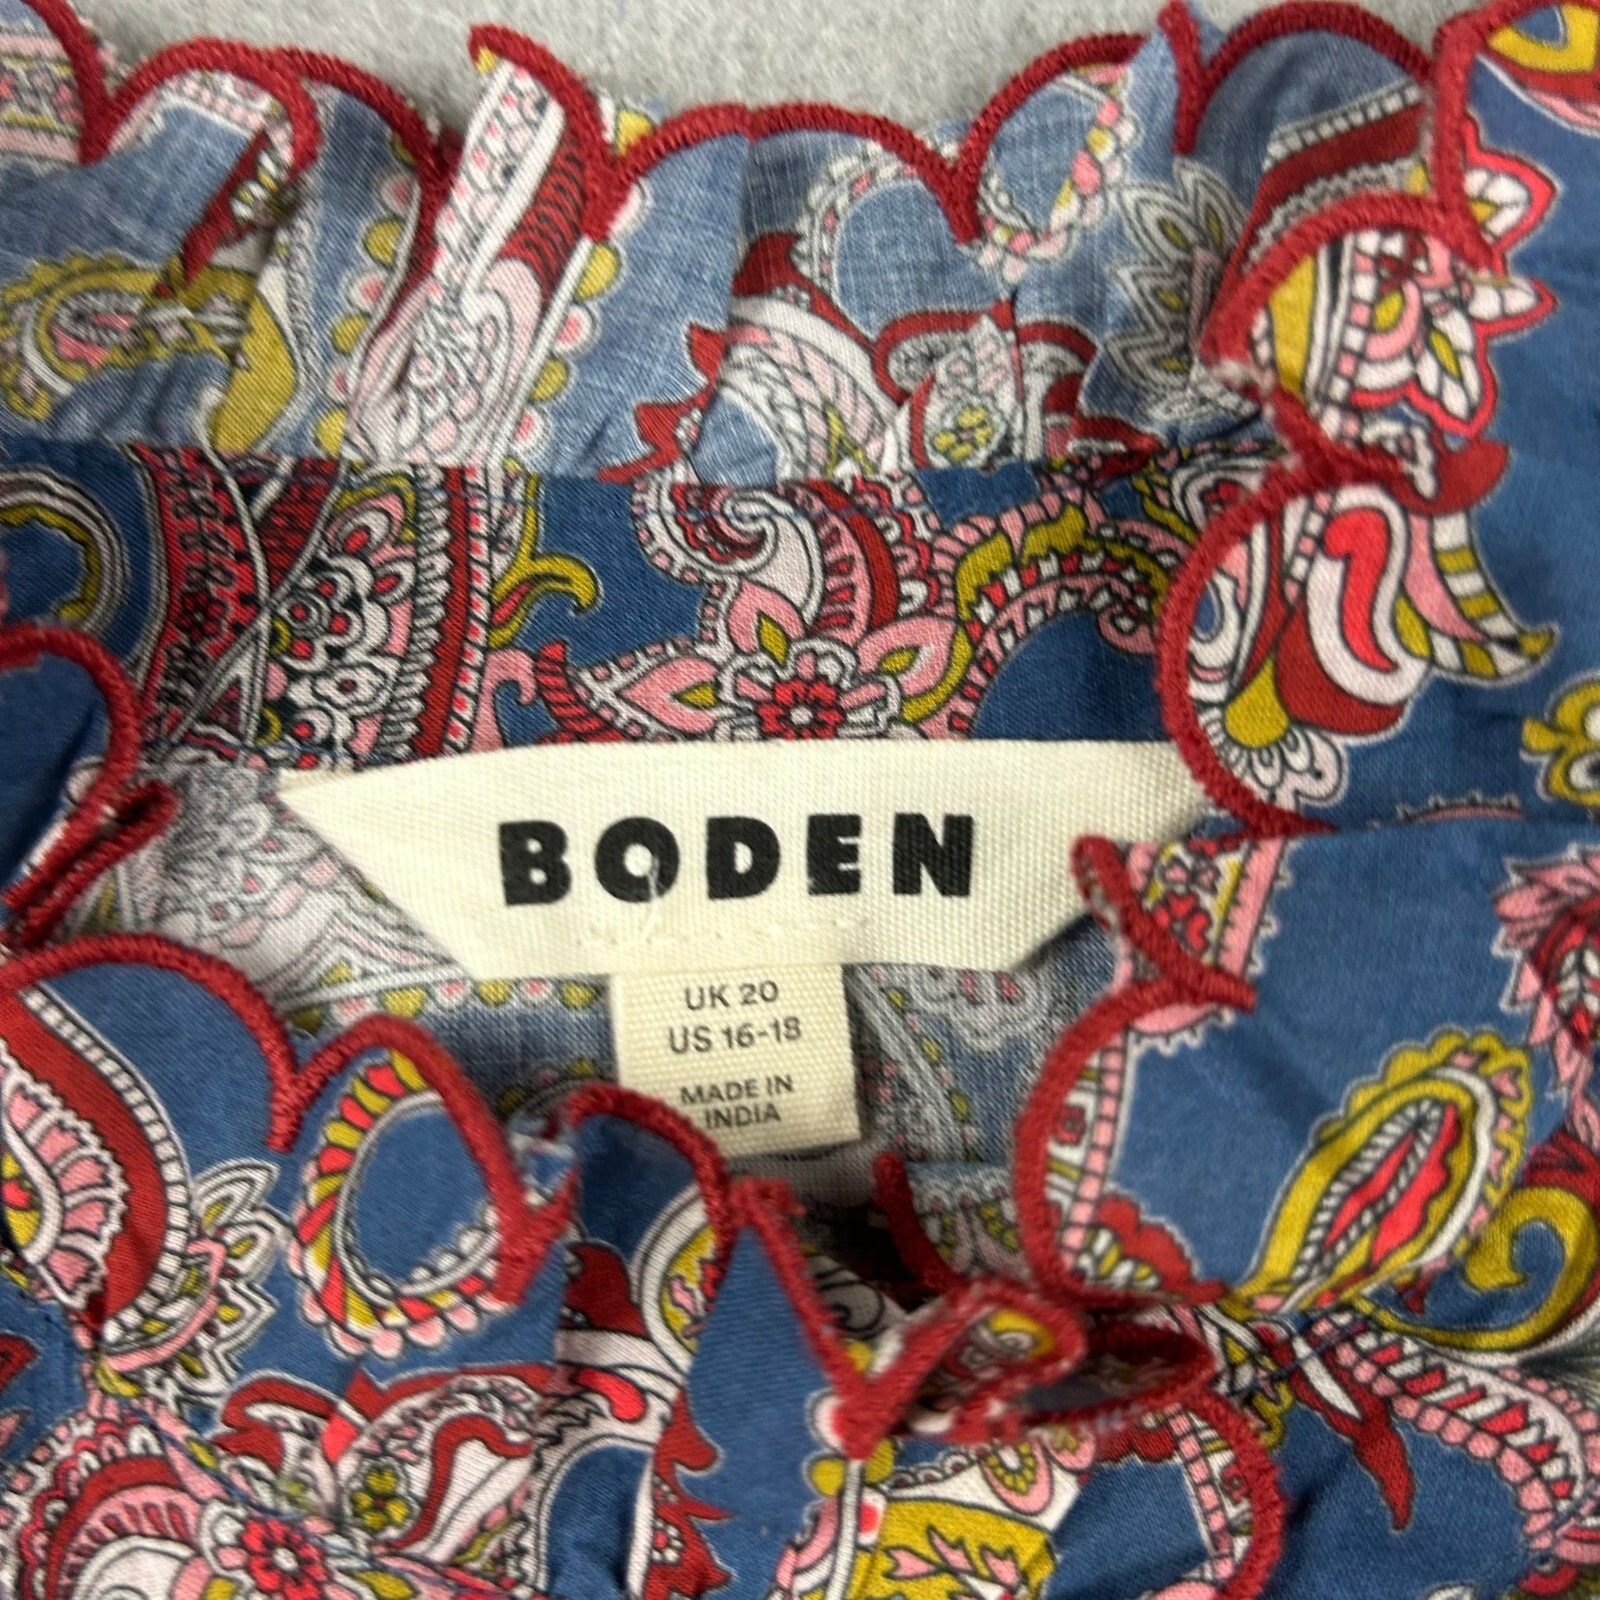 BODEN
UK 20
US 16-18
MADE IN
INDIA